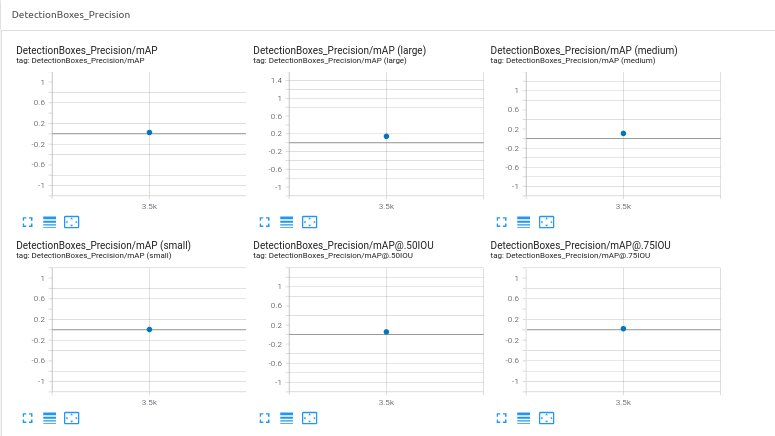 DetectionBoxes_Precision
DetectionBoxes_Precision/mAP
tag: DetectionBoxes_Precision/mAP
1
0.6
0.2
-0.2
-0.6
-1
3.5k
DetectionBoxes_Precision/mAP (large)
tag: DetectionBoxes_Precision/mAP (large)
1.4
1
0.6
0.2
-0.2
-0.6
-1
3.5k
DetectionBoxes_Precision/mAP (medium)
tag: DetectionBoxes_Precision/mAP (medium)
1
0.6
0.2
-0.2
-0.6
-1
3.5k
DetectionBoxes_Precision/mAP (small)
tag: DetectionBoxes_Precision/mAP (small)
1
0.6
0.2
-0.2
-0.6
-1
3.5k
DetectionBoxes_Precision/mAP@.50IOU
tag: DetectionBoxes_Precision/mAP@.50IOU
1
0.6
0.2
-0.2
-0.6
-1
3.5k
DetectionBoxes_Precision/mAP@.75IOU
tag: DetectionBoxes_Precision/mAP@.75IOU
1
0.6
0.2
-0.2
-0.6
-1
3.5k